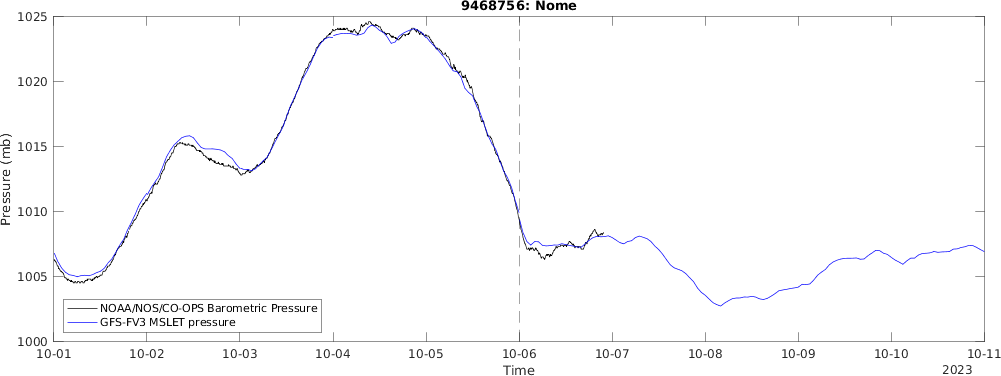 9468756: Nome
Pressure (mb)
1025
1020
1015
1010
1005
1000
NOAA/NOS/CO-OPS Barometric Pressure
GFS-FV3 MSLET pressure
10-01 10-02 10-03 10-04 10-05 10-06 10-07 10-08 10-09 10-10 10-11
Time
2023